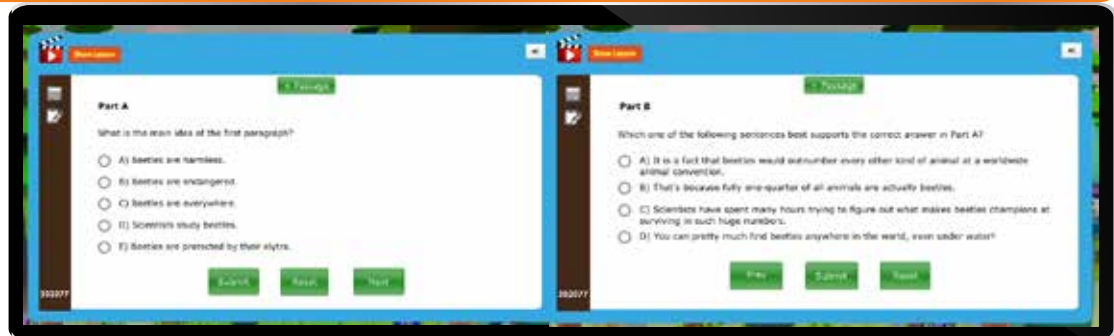 Show Lesson
Passage
Part A
What is the main idea of the first paragraph?
A) Beetles are harmless.
B) Beetles are endangered.
C) Beetles are everywhere.
D) Scientists study beetles.
E) Beetles are protected by their elytra.
Submit
Reset
Next
392077
Show Lesson
Passage
Part B
Which one of the following sentences best supports the correct answer in Part A?
A) It is a fact that beetles would outnumber every other kind of animal at a worldwide
animal convention.
B) That's because fully one-quarter of all animals are actually beetles.
C) Scientists have spent many hours trying to figure out what makes beetles champions at
surviving in such huge numbers.
D) You can pretty much find beetles anywhere in the world, even under water!
Prev
Submit
Reset